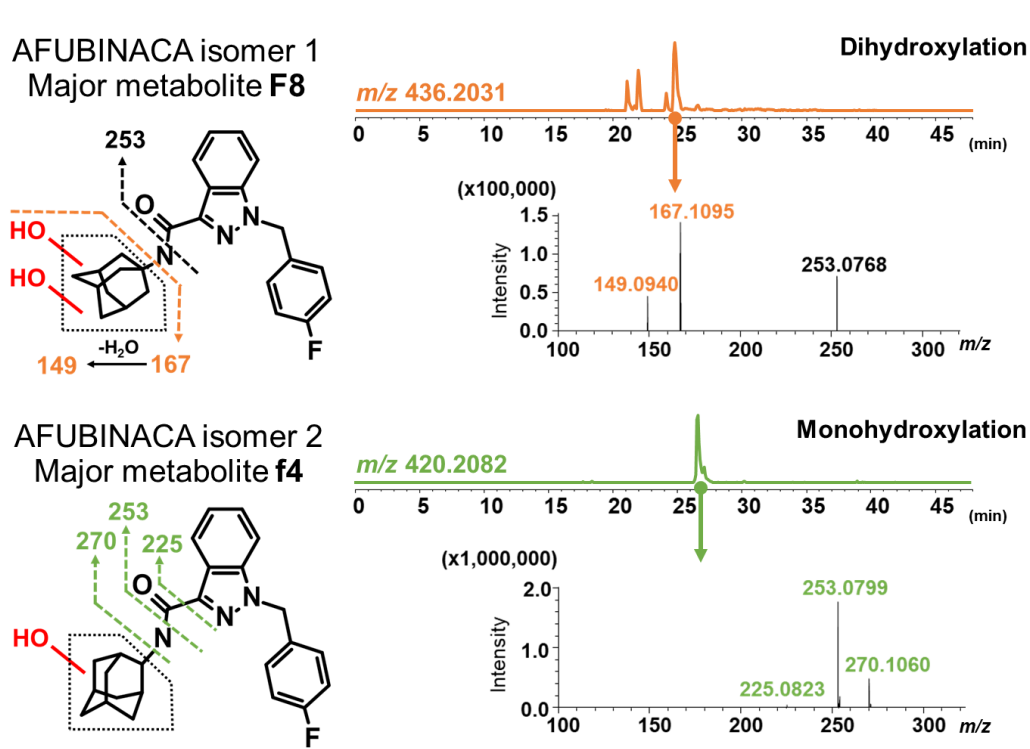 AFUBINACA isomer 1
Major metabolite F8
253
O
N
N
N
HO
HO
F
-H2O
149
167
Dihydroxylation
m/z 436.2031
0 5 10 15 20 25 30 35 40 45 (min)
(x100,000)
Intensity
1.5
1.0
0.5
0.0
167.1095
149.0940
253.0768
100 150 200 250 300 m/z
AFUBINACA isomer 2
Major metabolite f4
253
270 225
O
N
N
N
HO
F
Monohydroxylation
m/z 420.2082
0 5 10 15 20 25 30 35 40 45 (min)
(x1,000,000)
Intensity
2.0
1.0
0.0
253.0799
270.1060
225.0823
100 150 200 250 300 m/z